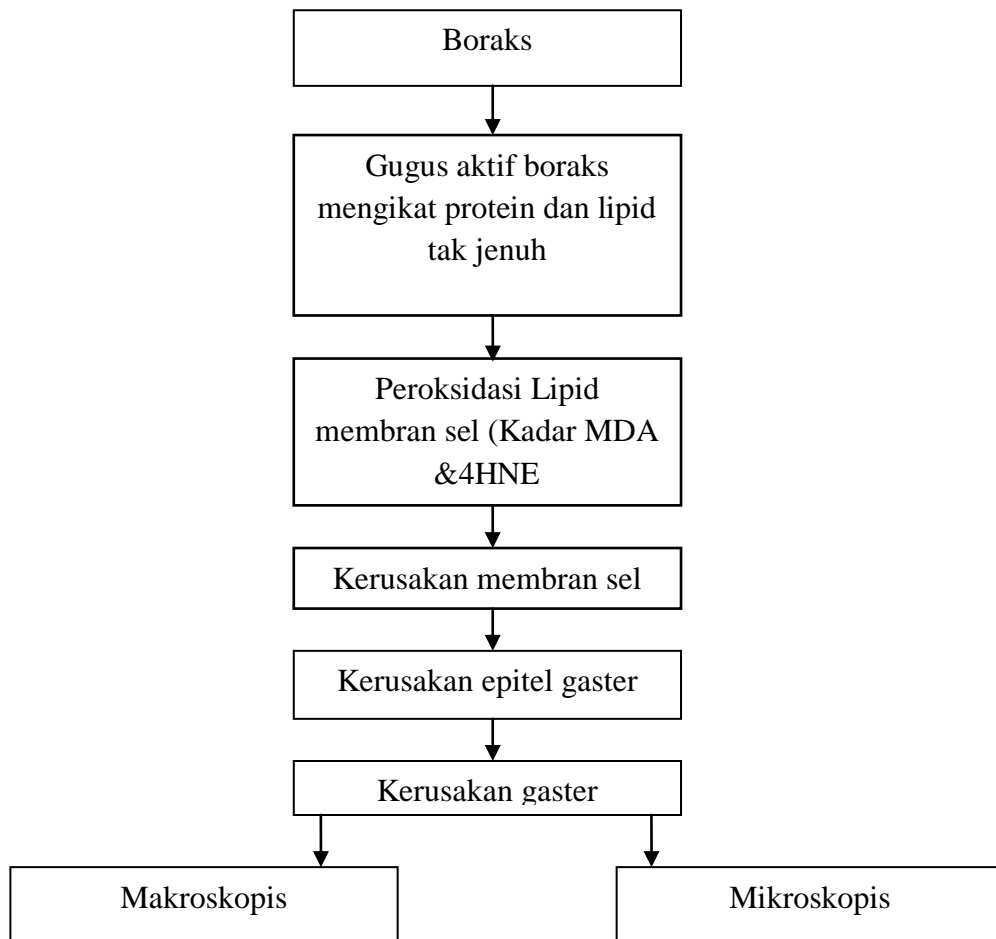 Boraks
Gugus aktif boraks
mengikat protein dan lipid
tak jenuh
Peroksidasi Lipid
membran sel (Kadar MDA
&4HNE
Kerusakan membran sel
Kerusakan epitel gaster
Kerusakan gaster
Makroskopis
Mikroskopis